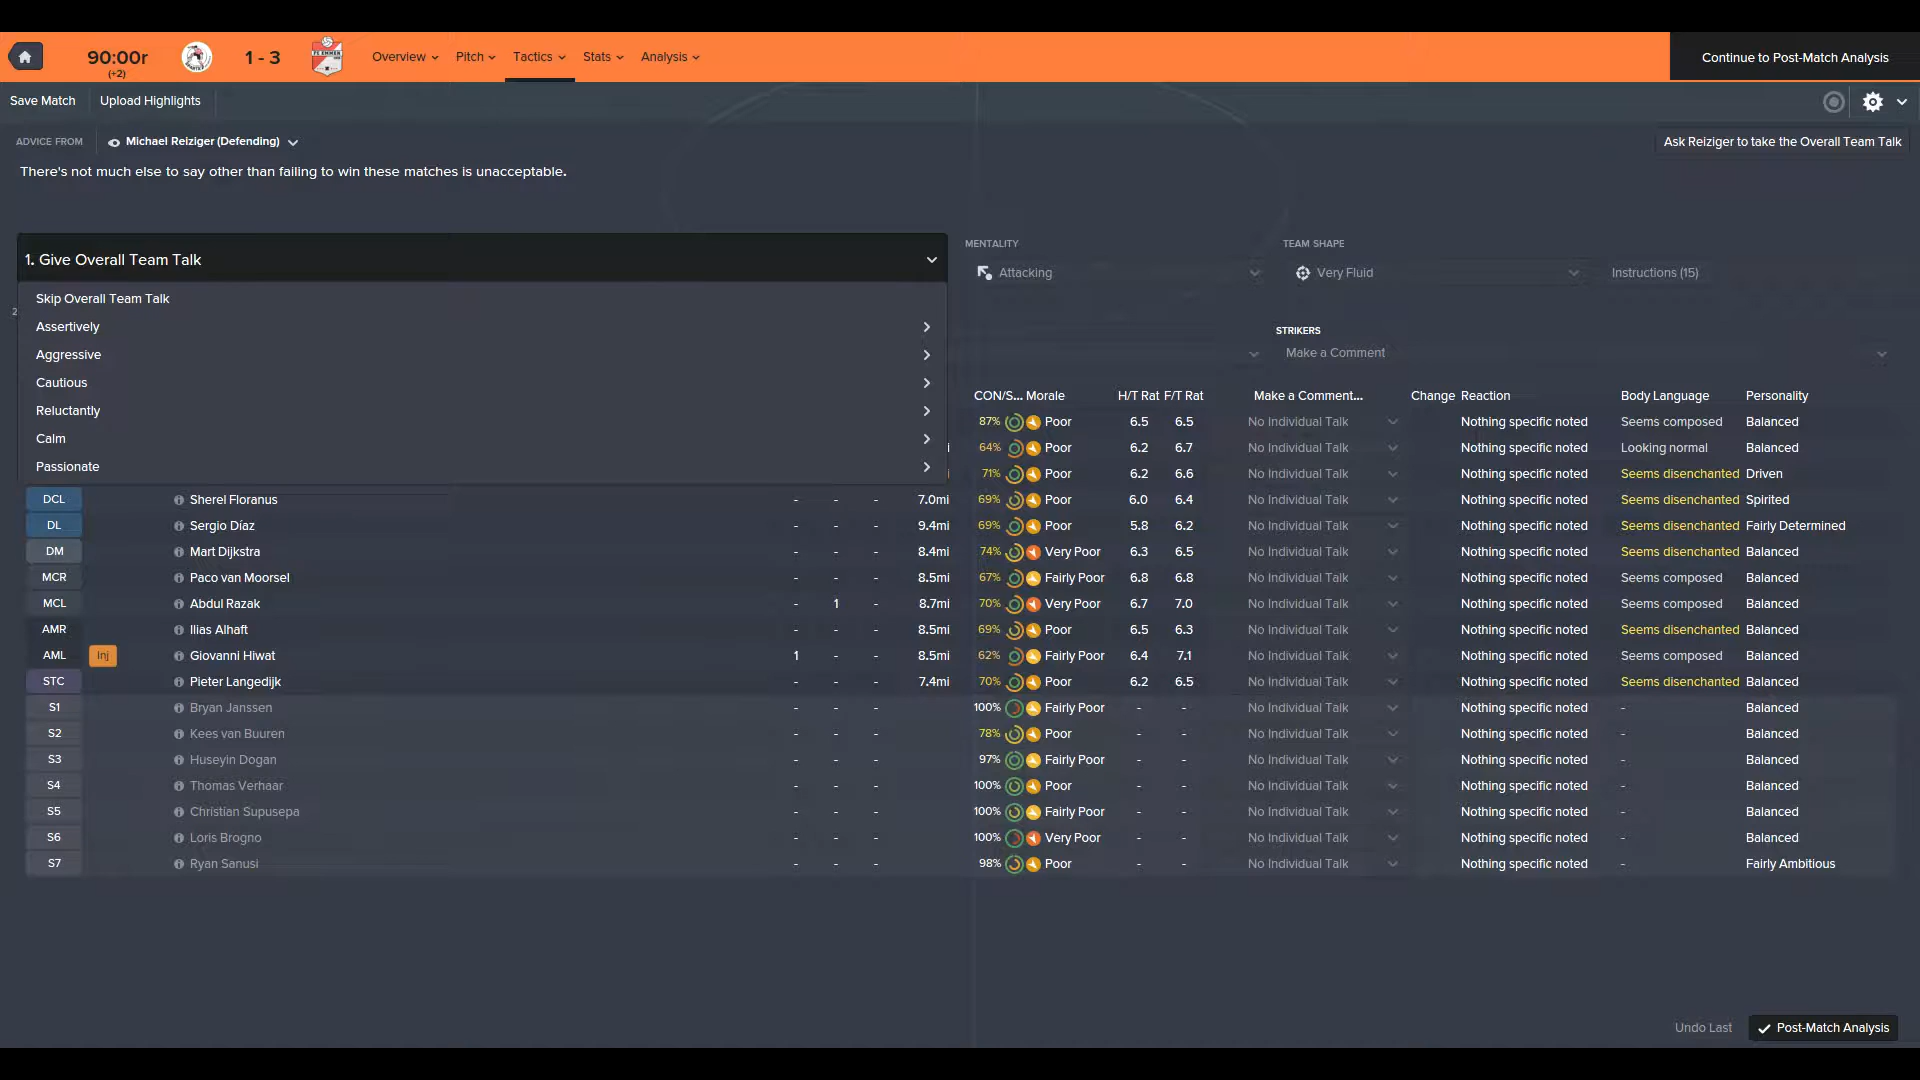 90:00r 1 - 3 Overview Pitch Tactics Stats Analysis Continue to Post-Match Analysis
(+2)
FC EMMEN
Save Match Upload Highlights
ADVICE FROM Michael Reiziger (Defending) Ask Reiziger to take the Overall Team Talk
There's not much else to say other than failing to win these matches is unacceptable.
MENTALITY TEAM SHAPE
1. Give Overall Team Talk
Attacking Very Fluid Instructions (15)
Skip Overall Team Talk
2
Assertively
STRIKERS
Aggressive Make a Comment
Cautious
CON/S... Morale H/T Rat F/T Rat Make a Comment... Change Reaction Body Language Personality
Reluctantly
87% Poor 6.5 6.5 No Individual Talk Nothing specific noted Seems composed Balanced
Calm
64% Poor 6.2 6.7 No Individual Talk Nothing specific noted Looking normal Balanced
Passionate
71% Poor 6.2 6.6 No Individual Talk Nothing specific noted Seems disenchanted Driven
DCL Sherel Floranus - - - 7.0mi 69% Poor 6.0 6.4 No Individual Talk Nothing specific noted Seems disenchanted Spirited
DL Sergio Díaz - - - 9.4mi 69% Poor 5.8 6.2 No Individual Talk Nothing specific noted Seems disenchanted Fairly Determined
DM Mart Dijkstra - - - 8.4mi 74% Very Poor 6.3 6.5 No Individual Talk Nothing specific noted Seems disenchanted Balanced
MCR Paco van Moorsel - - - 8.5mi 67% Fairly Poor 6.8 6.8 No Individual Talk Nothing specific noted Seems composed Balanced
MCL Abdul Razak - 1 - 8.7mi 70% Very Poor 6.7 7.0 No Individual Talk Nothing specific noted Seems composed Balanced
AMR Ilias Alhaft - - - 8.5mi 69% Poor 6.5 6.3 No Individual Talk Nothing specific noted Seems disenchanted Balanced
AML Inj Giovanni Hiwat 1 - - 8.5mi 62% Fairly Poor 6.4 7.1 No Individual Talk Nothing specific noted Seems composed Balanced
STC Pieter Langedijk - - - 7.4mi 70% Poor 6.2 6.5 No Individual Talk Nothing specific noted Seems disenchanted Balanced
S1 Bryan Janssen - - - 100% Fairly Poor - - No Individual Talk Nothing specific noted - Balanced
S2 Kees van Buuren - - - 78% Poor - - No Individual Talk Nothing specific noted - Balanced
S3 Huseyin Dogan - - - 97% Fairly Poor - - No Individual Talk Nothing specific noted - Balanced
S4 Thomas Verhaar - - - 100% Poor - - No Individual Talk Nothing specific noted - Balanced
S5 Christian Supusepa - - - 100% Fairly Poor - - No Individual Talk Nothing specific noted - Balanced
S6 Loris Brogno - - - 100% Very Poor - - No Individual Talk Nothing specific noted - Balanced
S7 Ryan Sanusi - - - 98% Poor - - No Individual Talk Nothing specific noted - Fairly Ambitious
Undo Last Post-Match Analysis